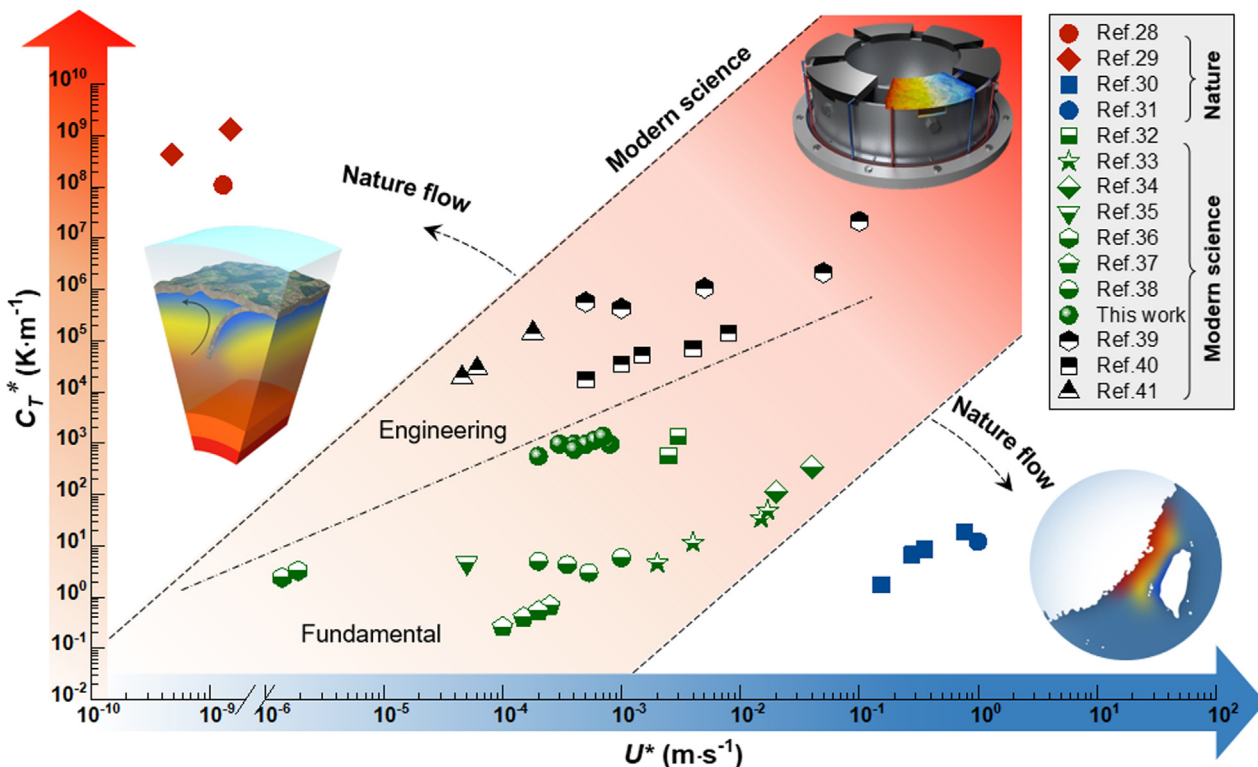 C_T* (K·m⁻¹)
10¹⁰
10⁹
10⁸
10⁷
10⁶
10⁵
10⁴
10³
10²
10¹
10⁰
10⁻¹
10⁻²
10⁻¹⁰
10⁻⁹
10⁻⁶
10⁻⁵
10⁻⁴
10⁻³
10⁻²
10⁻¹
10⁰
10¹
10²
U* (m·s⁻¹)
Nature flow
Modern science
Engineering
Fundamental
Nature flow
Ref.28
Ref.29
Ref.30
Ref.31
Nature
Ref.32
Ref.33
Ref.34
Ref.35
Ref.36
Ref.37
Ref.38
This work
Ref.39
Ref.40
Ref.41
Modern science